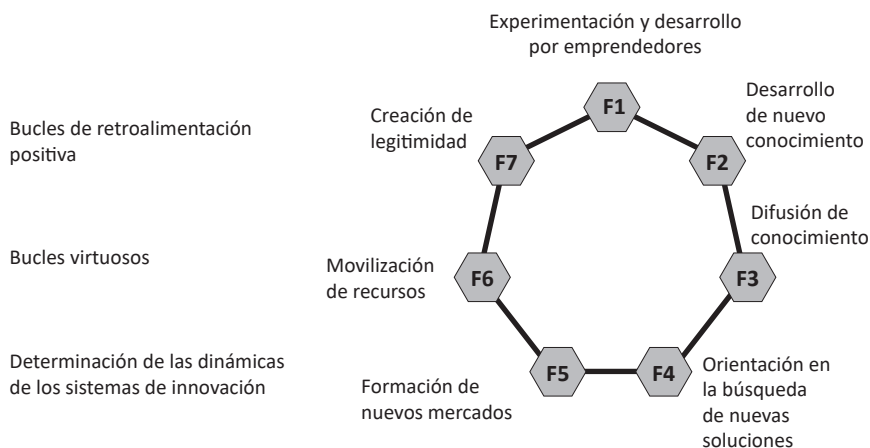 Experimentación y desarrollo
por emprendedores
F1
Desarrollo
de nuevo
conocimiento
F2
Difusión de
conocimiento
F3
Orientación en
la búsqueda
de nuevas
soluciones
F4
Formación de
nuevos mercados
F5
Movilización
de recursos
F6
Creación de
legitimidad
F7
Bucles de retroalimentación
positiva
Bucles virtuosos
Determinación de las dinámicas
de los sistemas de innovación